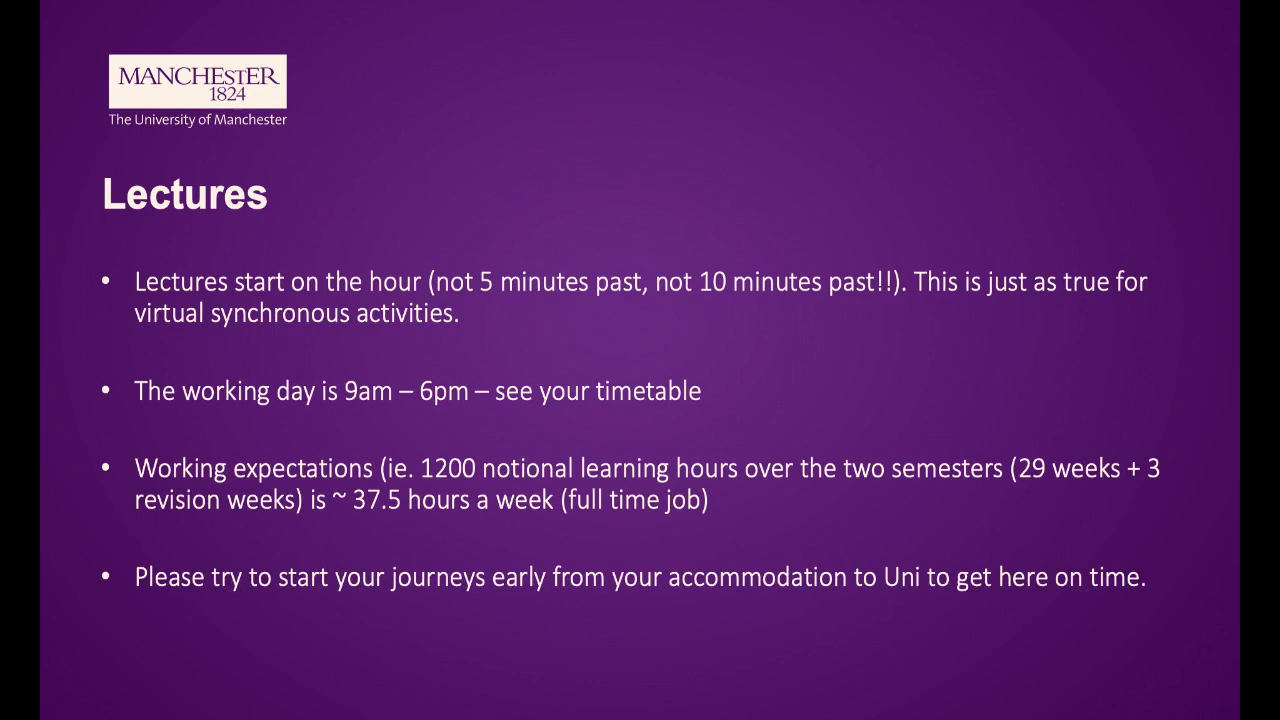 MANCHESTER
1824
The University of Manchester
Lectures
• Lectures start on the hour (not 5 minutes past, not 10 minutes past!!). This is just as true for
virtual synchronous activities.
• The working day is 9am – 6pm – see your timetable
• Working expectations (ie. 1200 notional learning hours over the two semesters (29 weeks + 3
revision weeks) is ~ 37.5 hours a week (full time job)
• Please try to start your journeys early from your accommodation to Uni to get here on time.